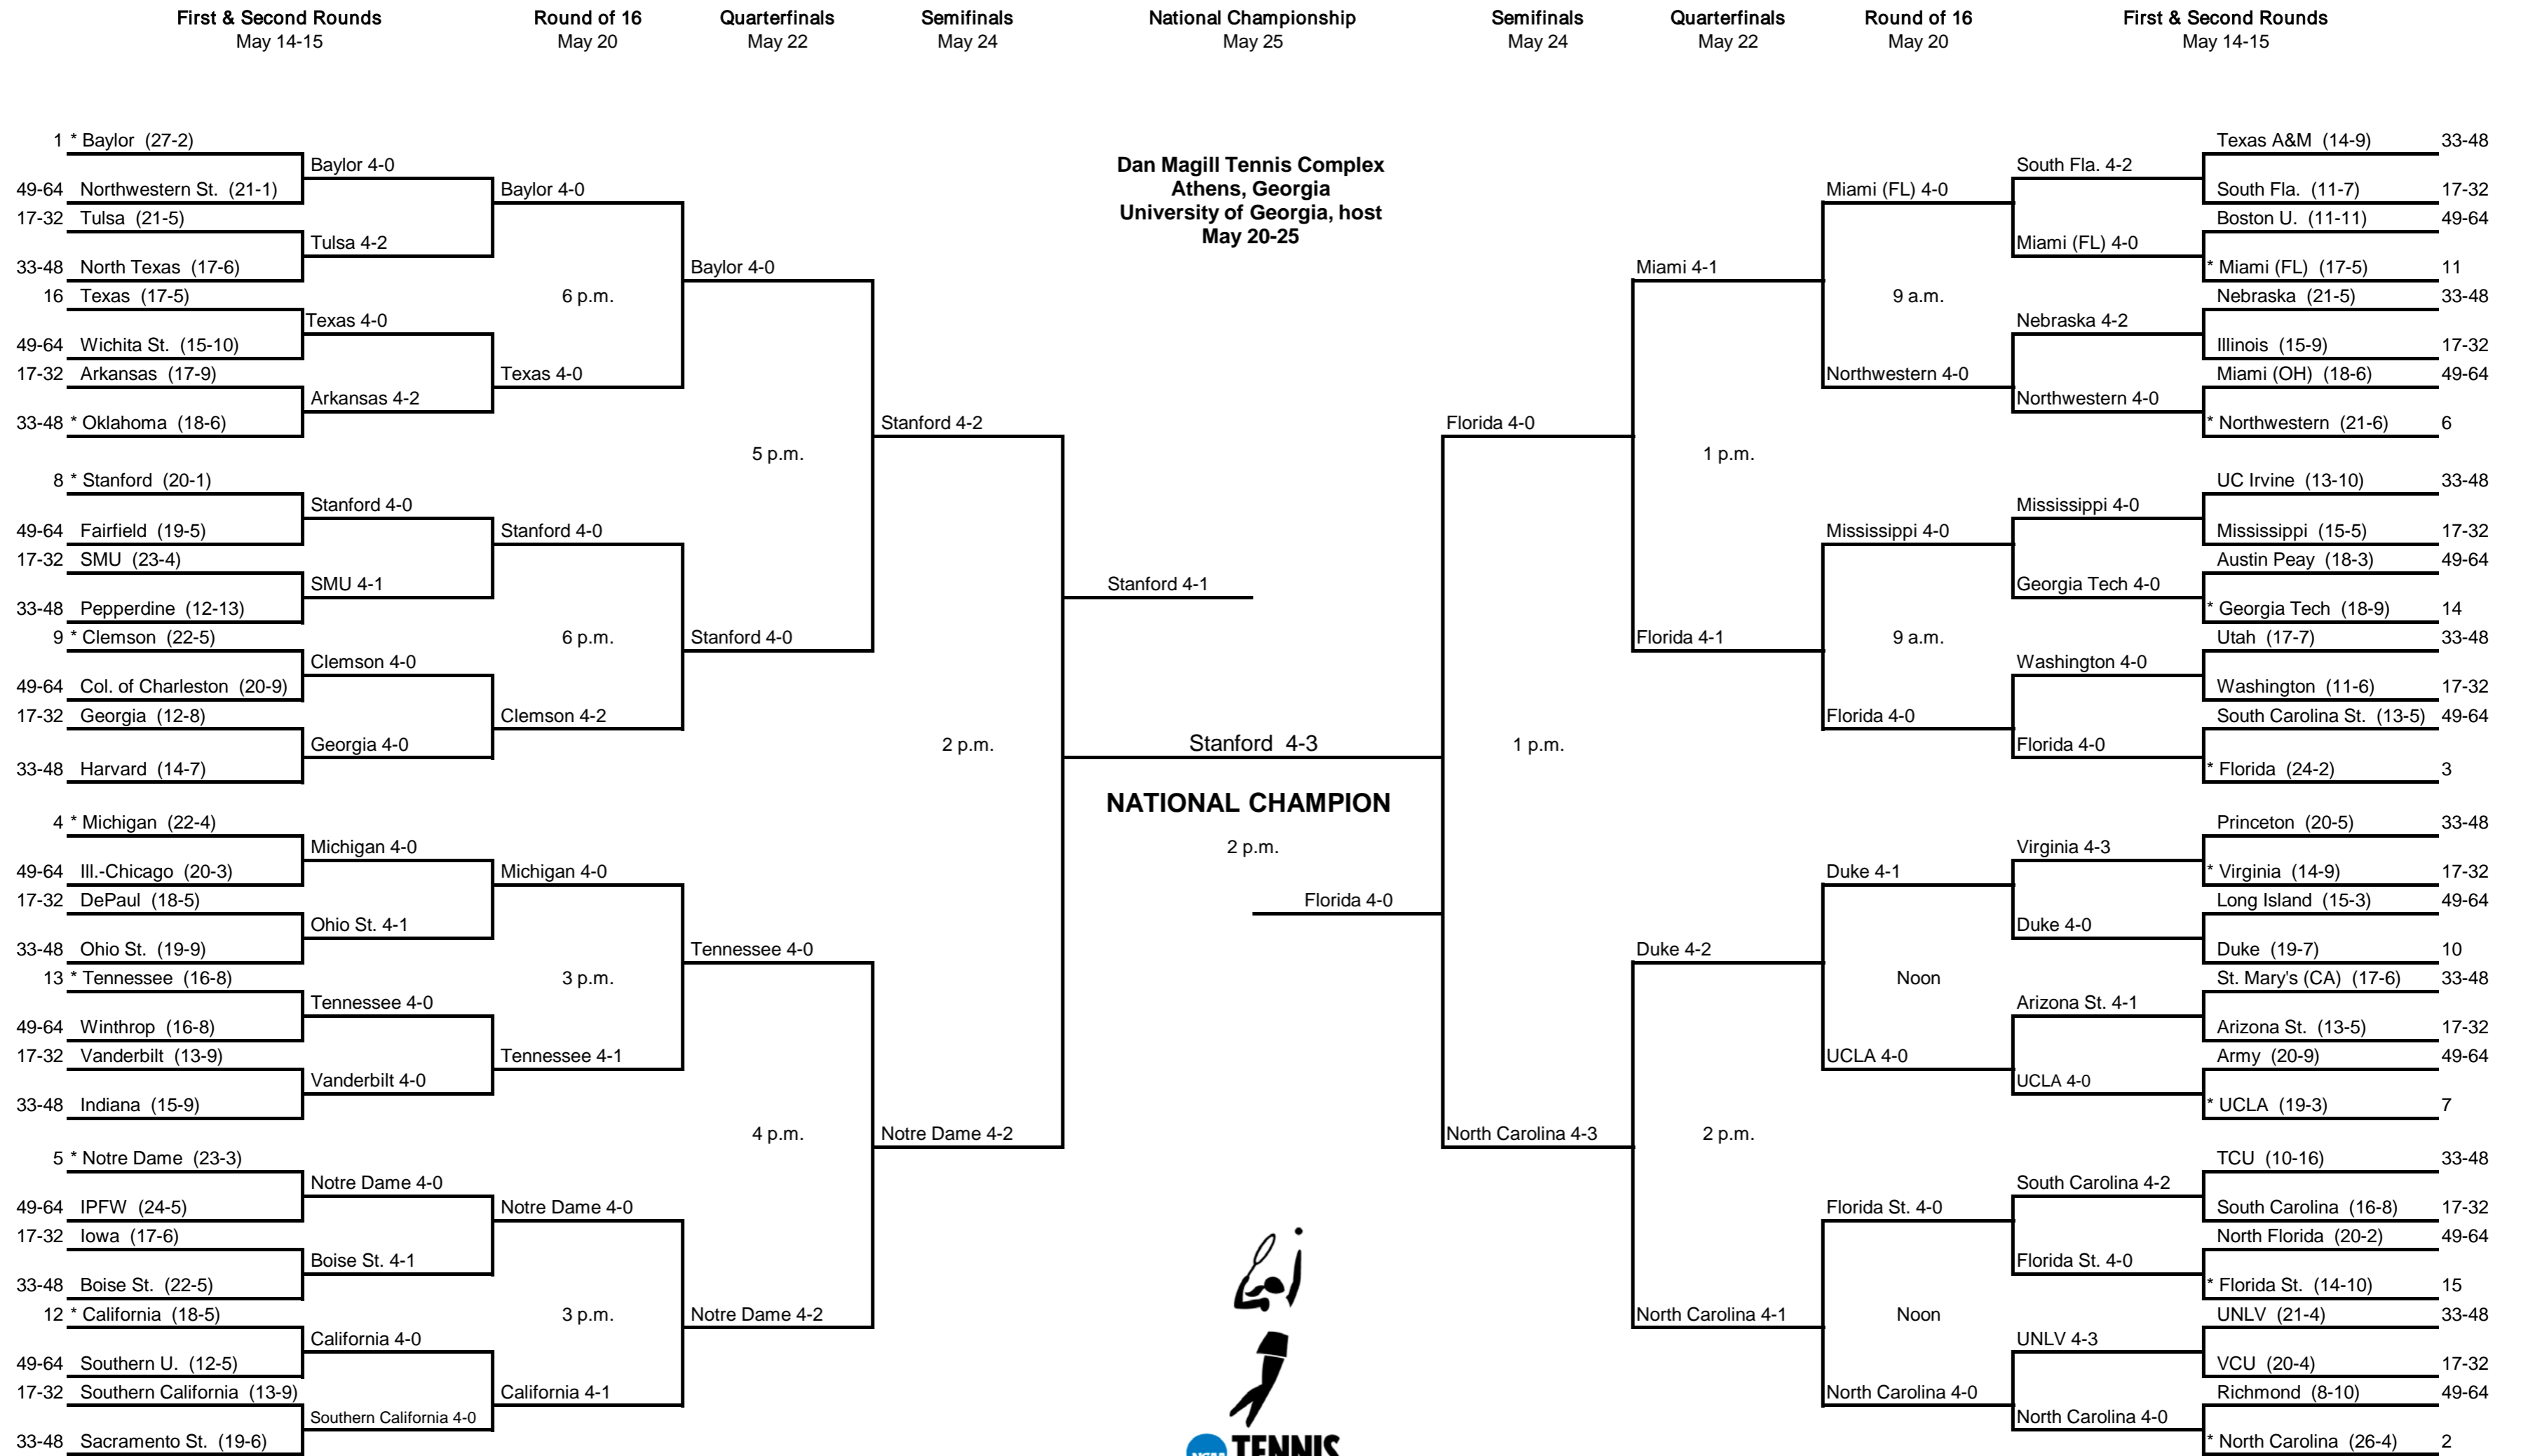 First & Second Rounds Round of 16 Quarterfinals Semifinals National Championship Semifinals Quarterfinals Round of 16 First & Second Rounds
May 14-15 May 20 May 22 May 24 May 25 May 24 May 22 May 20 May 14-15
1 * Baylor (27-2) Texas A&M (14-9) 33-48
Baylor 4-0 Dan Magill Tennis Complex South Fla. 4-2
49-64 Northwestern St. (21-1) Baylor 4-0 Athens, Georgia Miami (FL) 4-0 South Fla. (11-7) 17-32
17-32 Tulsa (21-5) University of Georgia, host Boston U. (11-11) 49-64
Tulsa 4-2 May 20-25 Miami (FL) 4-0
33-48 North Texas (17-6) Baylor 4-0 Miami 4-1 * Miami (FL) (17-5) 11
16 Texas (17-5) 6 p.m. 9 a.m. Nebraska (21-5) 33-48
Texas 4-0 Nebraska 4-2
49-64 Wichita St. (15-10) Illinois (15-9) 17-32
17-32 Arkansas (17-9) Texas 4-0 Northwestern 4-0 Miami (OH) (18-6) 49-64
Arkansas 4-2 Northwestern 4-0
33-48 * Oklahoma (18-6) Stanford 4-2 Florida 4-0 * Northwestern (21-6) 6
5 p.m. 1 p.m.
8 * Stanford (20-1) UC Irvine (13-10) 33-48
Stanford 4-0 Mississippi 4-0
49-64 Fairfield (19-5) Stanford 4-0 Mississippi 4-0 Mississippi (15-5) 17-32
17-32 SMU (23-4) Austin Peay (18-3) 49-64
SMU 4-1 Stanford 4-1 Georgia Tech 4-0
33-48 Pepperdine (12-13) * Georgia Tech (18-9) 14
9 * Clemson (22-5) 6 p.m. Stanford 4-0 Florida 4-1 9 a.m. Utah (17-7) 33-48
Clemson 4-0 Washington 4-0
49-64 Col. of Charleston (20-9) Washington (11-6) 17-32
17-32 Georgia (12-8) Clemson 4-2 Florida 4-0 South Carolina St. (13-5) 49-64
Georgia 4-0 2 p.m. Stanford 4-3 1 p.m. Florida 4-0
33-48 Harvard (14-7) * Florida (24-2) 3
NATIONAL CHAMPION
4 * Michigan (22-4) Princeton (20-5) 33-48
Michigan 4-0 2 p.m. Virginia 4-3
49-64 Ill.-Chicago (20-3) Michigan 4-0 Duke 4-1 * Virginia (14-9) 17-32
17-32 DePaul (18-5) Florida 4-0 Long Island (15-3) 49-64
Ohio St. 4-1 Duke 4-0
33-48 Ohio St. (19-9) Tennessee 4-0 Duke 4-2 Duke (19-7) 10
13 * Tennessee (16-8) 3 p.m. Noon St. Mary's (CA) (17-6) 33-48
Tennessee 4-0 Arizona St. 4-1
49-64 Winthrop (16-8) Arizona St. (13-5) 17-32
17-32 Vanderbilt (13-9) Tennessee 4-1 UCLA 4-0 Army (20-9) 49-64
Vanderbilt 4-0 UCLA 4-0
33-48 Indiana (15-9) * UCLA (19-3) 7
4 p.m. Notre Dame 4-2 North Carolina 4-3 2 p.m.
5 * Notre Dame (23-3) TCU (10-16) 33-48
Notre Dame 4-0 South Carolina 4-2
49-64 IPFW (24-5) Notre Dame 4-0 Florida St. 4-0 South Carolina (16-8) 17-32
17-32 Iowa (17-6) North Florida (20-2) 49-64
Boise St. 4-1 Florida St. 4-0
33-48 Boise St. (22-5) * Florida St. (14-10) 15
12 * California (18-5) 3 p.m. Notre Dame 4-2 North Carolina 4-1 Noon UNLV (21-4) 33-48
California 4-0 UNLV 4-3
49-64 Southern U. (12-5) VCU (20-4) 17-32
17-32 Southern California (13-9) California 4-1 North Carolina 4-0 Richmond (8-10) 49-64
Southern California 4-0 North Carolina 4-0
33-48 Sacramento St. (19-6) NCAA TENNIS * North Carolina (26-4) 2